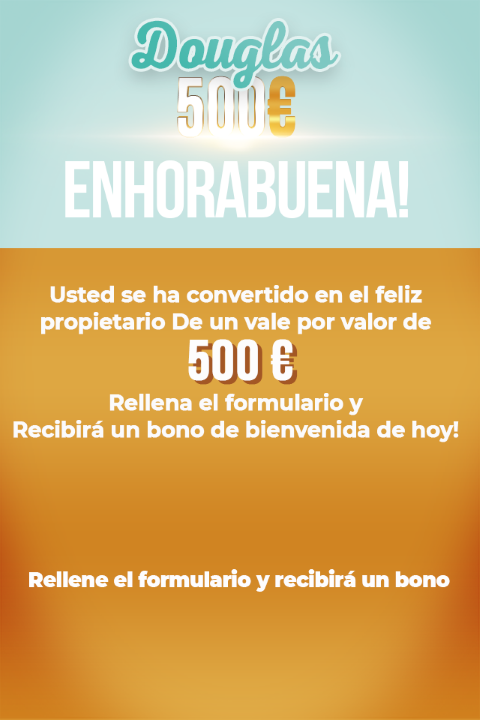 Douglas
500€
ENHORABUENA!
Usted se ha convertido en el feliz
propietario De un vale por valor de
500 €
Rellena el formulario y
Recibirá un bono de bienvenida de hoy!
Rellene el formulario y recibirá un bono